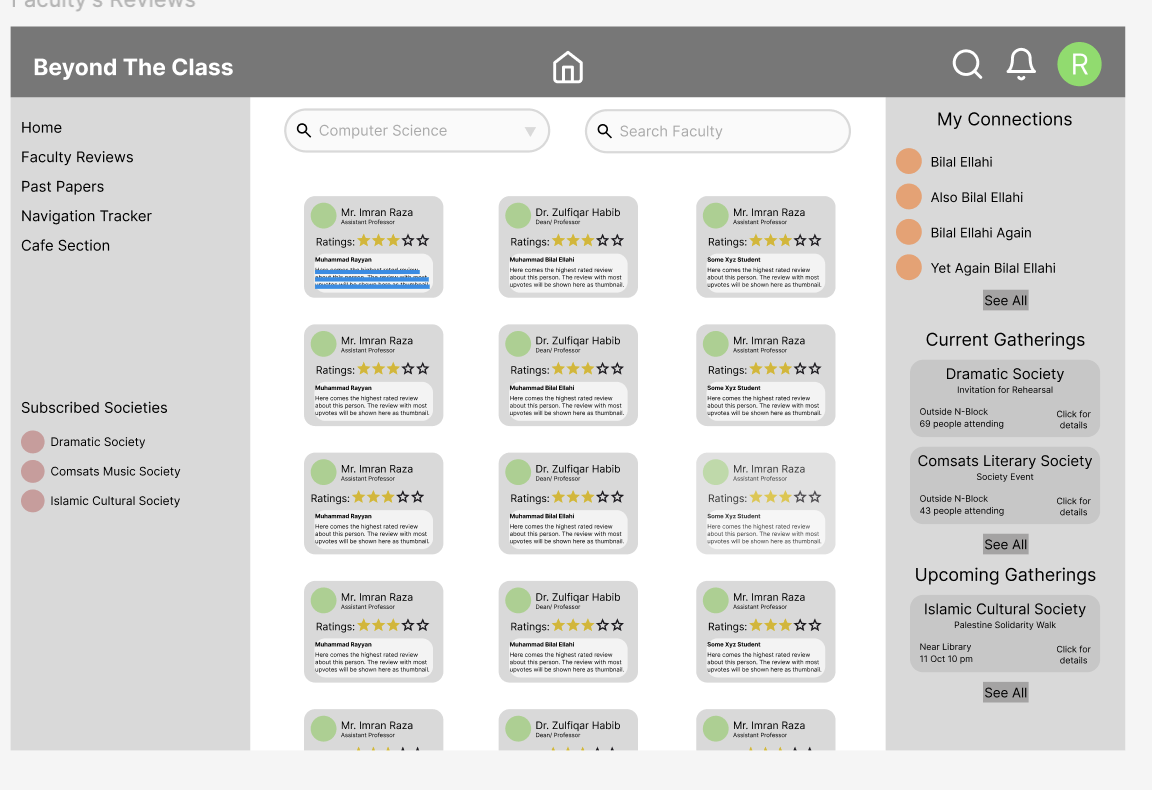 Faculty's Reviews
Beyond The Class
R
Home
Faculty Reviews
Past Papers
Navigation Tracker
Cafe Section
Subscribed Societies
Dramatic Society
Comsats Music Society
Islamic Cultural Society
Computer Science
Search Faculty
Mr. Imran Raza
Assistant Professor
Ratings:
Muhammad Rayyan
Here comes the highest rated review
about this person. The review with most
upvotes will be shown here as thumbnail.
Dr. Zulfiqar Habib
Dean/ Professor
Ratings:
Muhammad Bilal Ellahi
Here comes the highest rated review
about this person. The review with most
upvotes will be shown here as thumbnail.
Mr. Imran Raza
Assistant Professor
Ratings:
Some Xyz Student
Here comes the highest rated review
about this person. The review with most
upvotes will be shown here as thumbnail.
Mr. Imran Raza
Assistant Professor
Ratings:
Muhammad Rayyan
Here comes the highest rated review
about this person. The review with most
upvotes will be shown here as thumbnail.
Dr. Zulfiqar Habib
Dean/ Professor
Ratings:
Muhammad Bilal Ellahi
Here comes the highest rated review
about this person. The review with most
upvotes will be shown here as thumbnail.
Mr. Imran Raza
Assistant Professor
Ratings:
Some Xyz Student
Here comes the highest rated review
about this person. The review with most
upvotes will be shown here as thumbnail.
Mr. Imran Raza
Assistant Professor
Ratings:
Muhammad Rayyan
Here comes the highest rated review
about this person. The review with most
upvotes will be shown here as thumbnail.
Dr. Zulfiqar Habib
Dean/ Professor
Ratings:
Muhammad Bilal Ellahi
Here comes the highest rated review
about this person. The review with most
upvotes will be shown here as thumbnail.
Mr. Imran Raza
Assistant Professor
Ratings:
Some Xyz Student
Here comes the highest rated review
about this person. The review with most
upvotes will be shown here as thumbnail.
Mr. Imran Raza
Assistant Professor
Ratings:
Muhammad Rayyan
Here comes the highest rated review
about this person. The review with most
upvotes will be shown here as thumbnail.
Dr. Zulfiqar Habib
Dean/ Professor
Ratings:
Muhammad Bilal Ellahi
Here comes the highest rated review
about this person. The review with most
upvotes will be shown here as thumbnail.
Mr. Imran Raza
Assistant Professor
Ratings:
Some Xyz Student
Here comes the highest rated review
about this person. The review with most
upvotes will be shown here as thumbnail.
Mr. Imran Raza
Assistant Professor
Dr. Zulfiqar Habib
Dean/ Professor
Mr. Imran Raza
Assistant Professor
My Connections
Bilal Ellahi
Also Bilal Ellahi
Bilal Ellahi Again
Yet Again Bilal Ellahi
See All
Current Gatherings
Dramatic Society
Invitation for Rehearsal
Outside N-Block
69 people attending
Click for
details
Comsats Literary Society
Society Event
Outside N-Block
43 people attending
Click for
details
See All
Upcoming Gatherings
Islamic Cultural Society
Palestine Solidarity Walk
Near Library
11 Oct 10 pm
Click for
details
See All